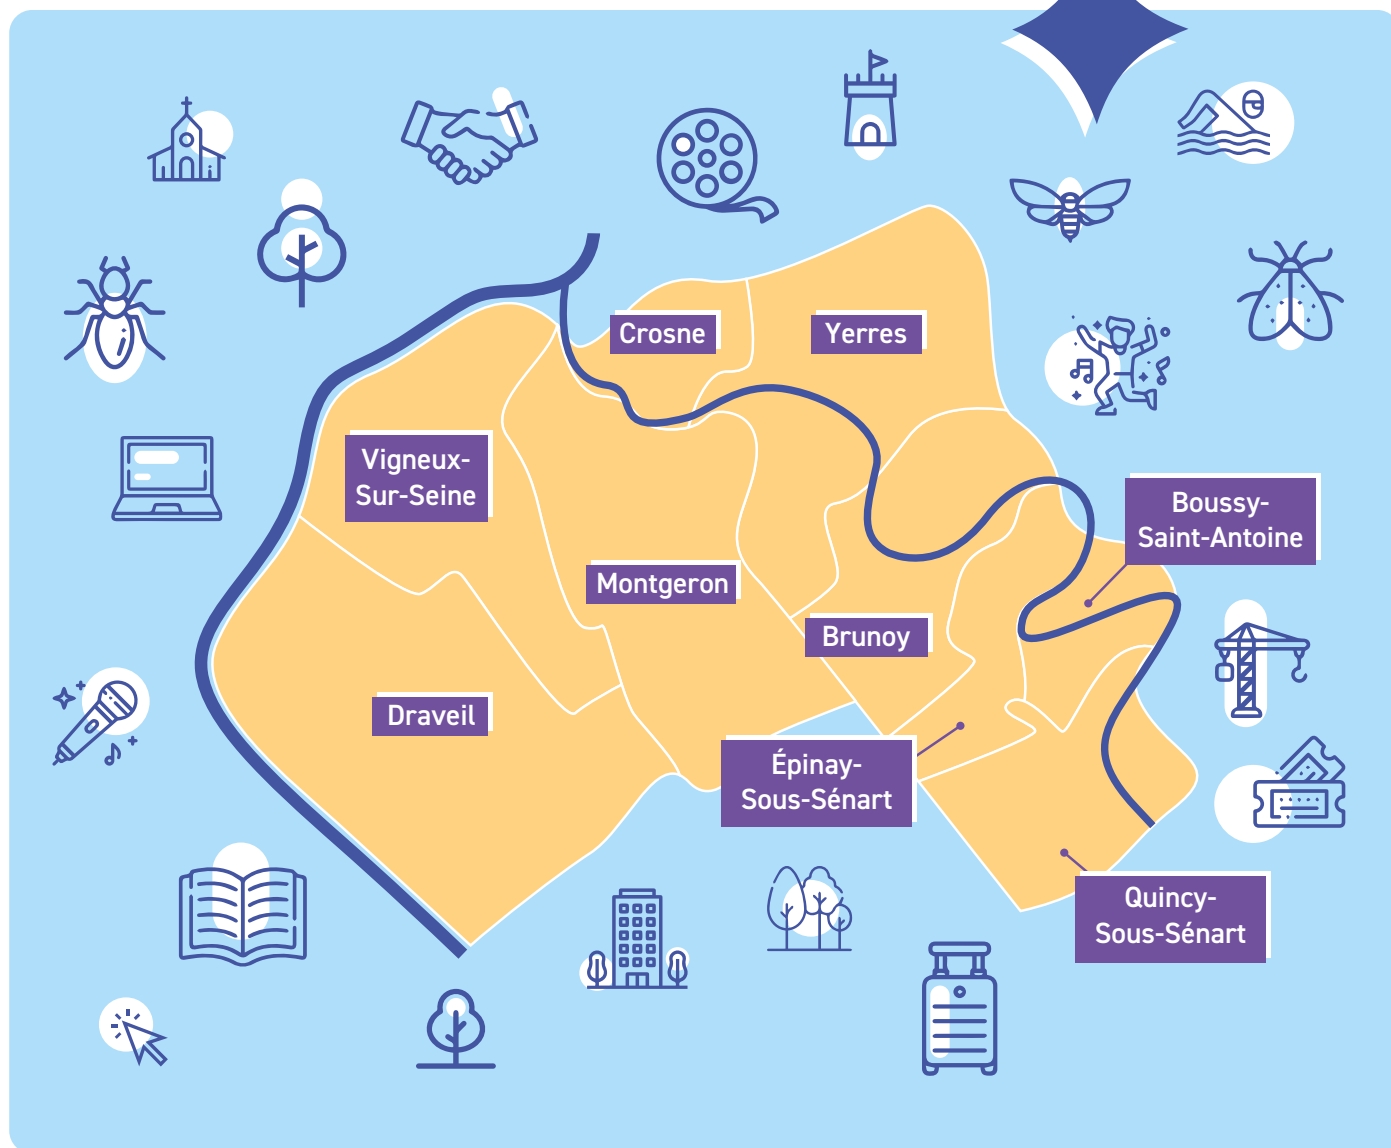 Crosne
Yerres
Vigneux-
Sur-Seine
Boussy-
Saint-Antoine
Montgeron
Brunoy
Draveil
Épinay-
Sous-Sénart
Quincy-
Sous-Sénart